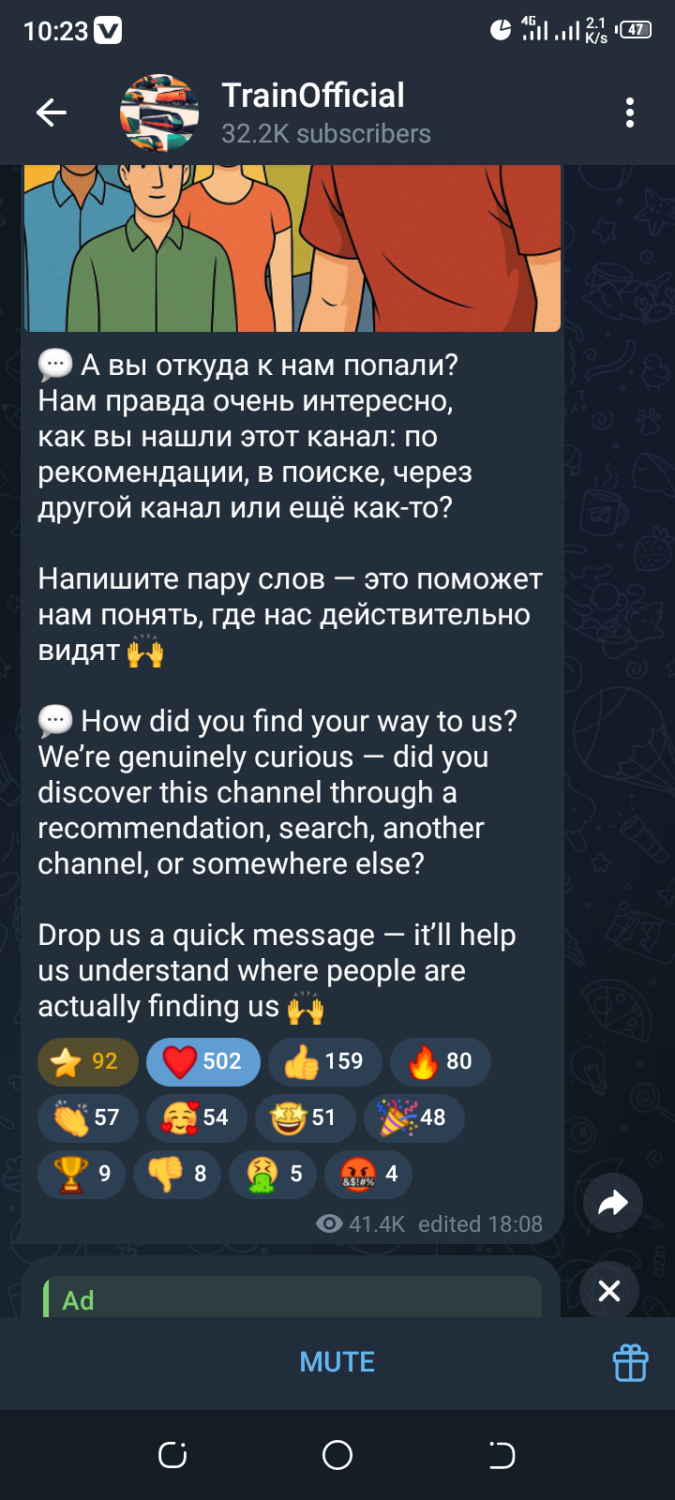 10:23
4G
2.1
K/s
47
TrainOfficial
32.2K subscribers
💬 А вы откуда к нам попали?
Нам правда очень интересно,
как вы нашли этот канал: по
рекомендации, в поиске, через
другой канал или ещё как-то?
Напишите пару слов — это поможет
нам понять, где нас действительно
видят 🙌
💬 How did you find your way to us?
We’re genuinely curious — did you
discover this channel through a
recommendation, search, another
channel, or somewhere else?
Drop us a quick message — it’ll help
us understand where people are
actually finding us 🙌
⭐ 92 ❤️ 502 👍 159 🔥 80
👏 57 🥰 54 🤩 51 🎉 48
🏆 9 👎 8 🤮 5 🤬 4
41.4K edited 18:08
Ad
MUTE